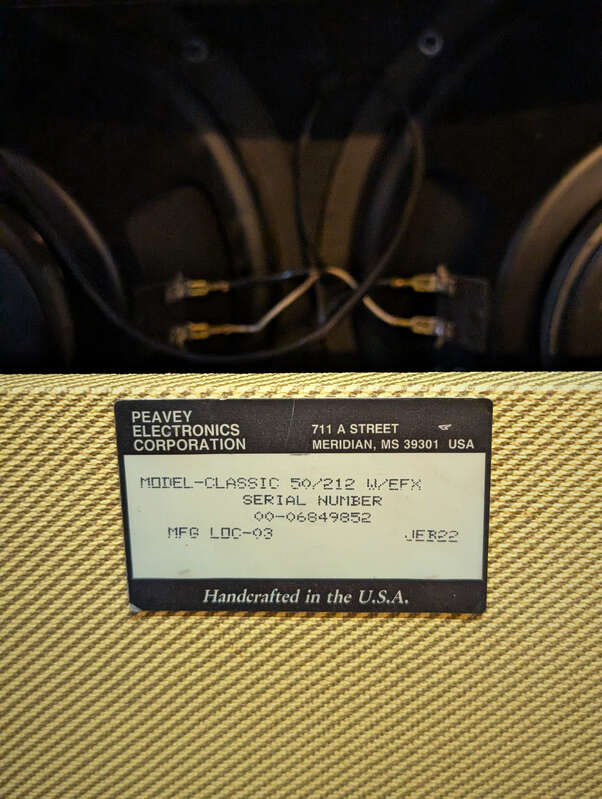 PEAVEY
ELECTRONICS
CORPORATION
711 A STREET
MERIDIAN, MS 39301 USA
MODEL-CLASSIC 50/212 W/EFX
SERIAL NUMBER
00-06849852
MFG LOC-03 JEB22
Handcrafted in the U.S.A.